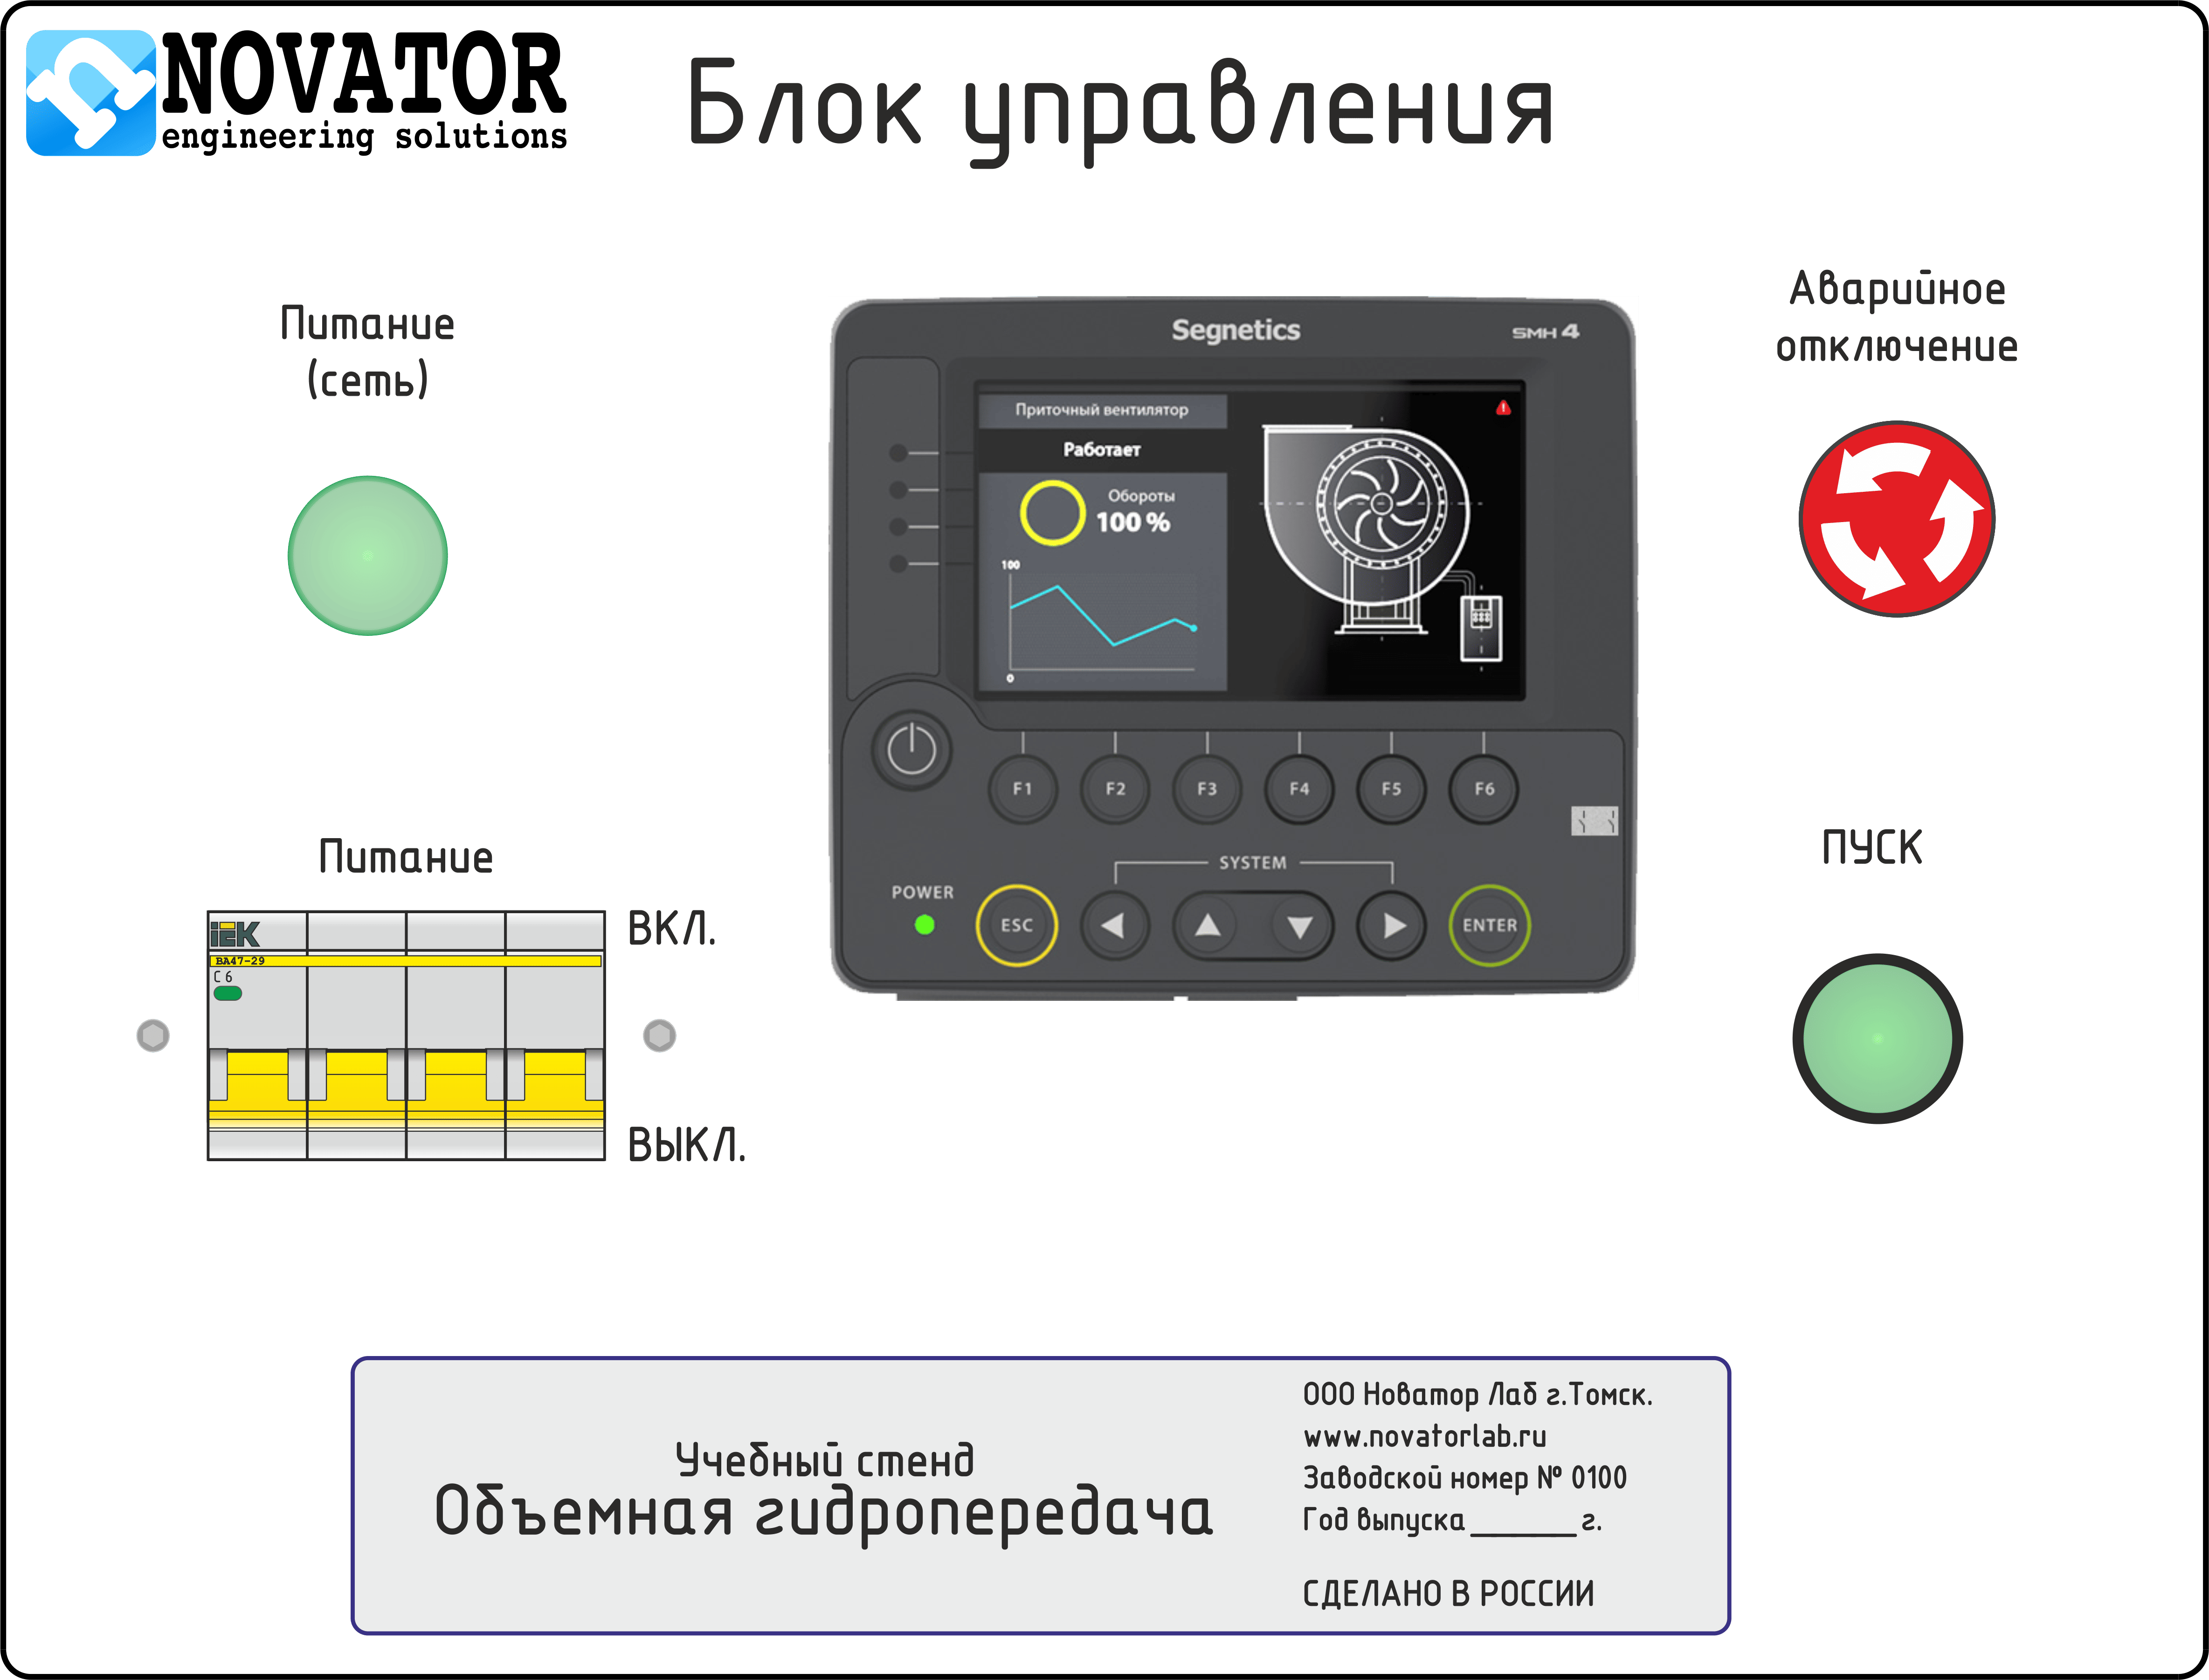 NOVATOR
engineering solutions
Блок управления
Питание
(сеть)
Аварийное
отключение
Segnetics
SMH 4
Приточный вентилятор
Работает
Обороты
100 %
100
0
F1 F2 F3 F4 F5 F6
SYSTEM
POWER
ESC
ENTER
Питание
ВКЛ.
iEK
ВА47-29
C 6
ВЫКЛ.
ПУСК
Учебный стенд
Объемная гидропередача
ООО Новатор Лаб г.Томск.
www.novatorlab.ru
Заводской номер № 0100
Год выпуска ______ г.
СДЕЛАНО В РОССИИ